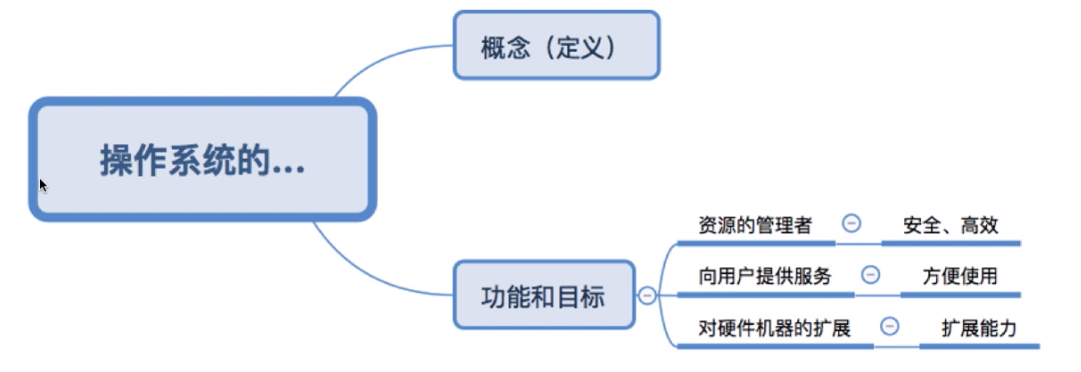 概念（定义）
操作系统的...
功能和目标
资源的管理者
安全、高效
向用户提供服务
方便使用
对硬件机器的扩展
扩展能力